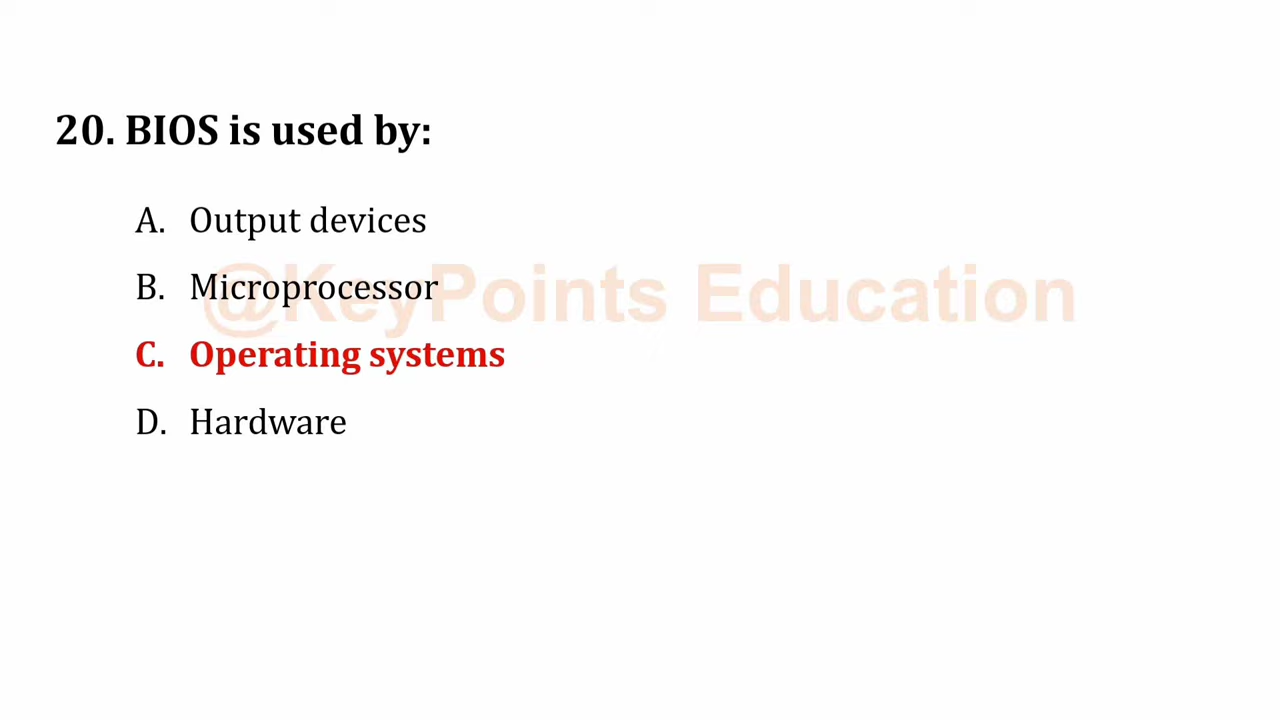 20. BIOS is used by:
A. Output devices
B. Microprocessor
@KeyPoints Education
C. Operating systems
D. Hardware